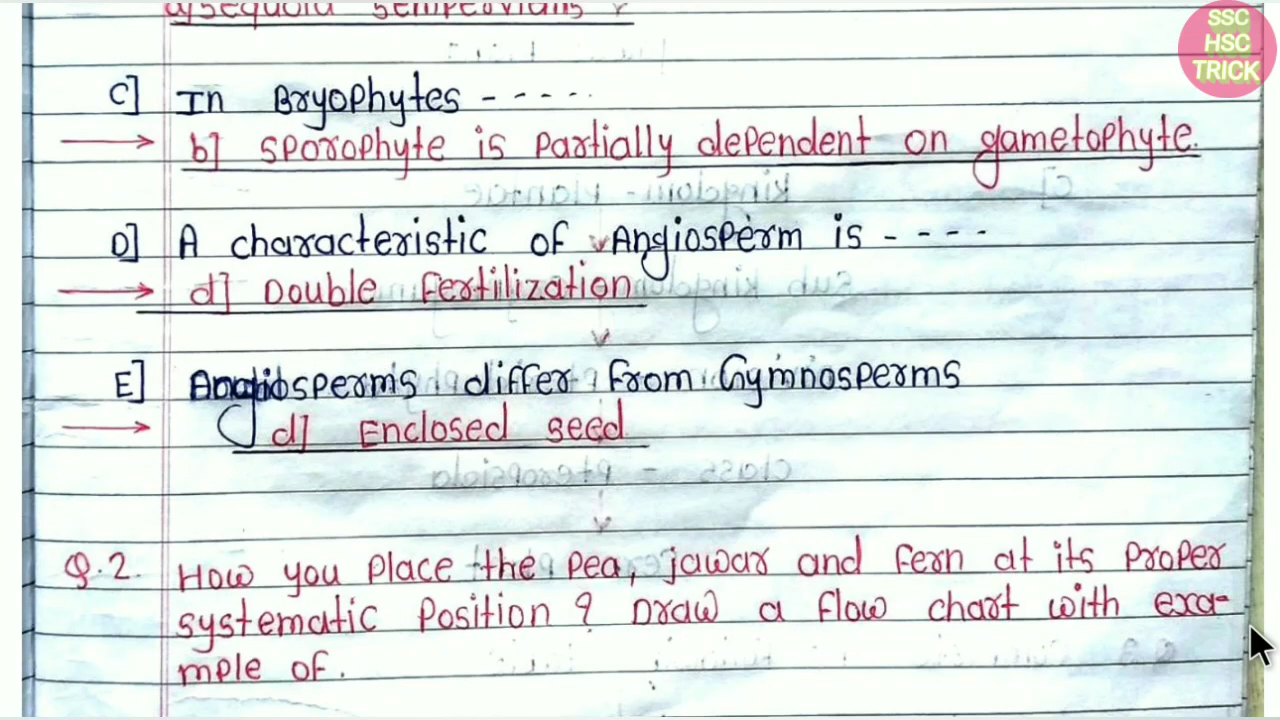 a) Sequoia sempervirans
SSC
HSC
TRICK
C] In Bryophytes - - - - -
b] sporophyte is partially dependent on gametophyte.
D] A characteristic of Angiosperm is - - - -
d] Double fertilization
E] Angiosperms differ from Gymnosperms
d] Enclosed seed
Q.2. How you place the pea, jawar and fern at its proper
systematic position ? Draw a flow chart with exa-
mple of.